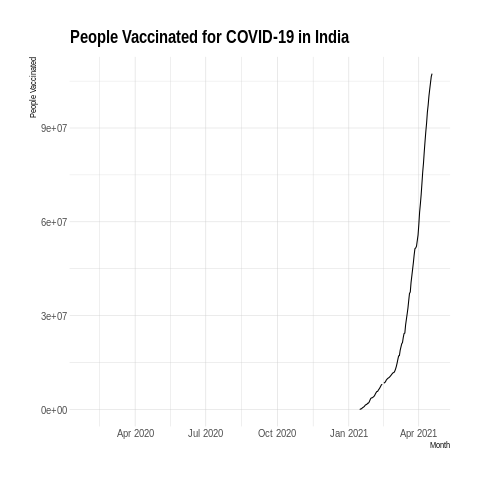 People Vaccinated for COVID-19 in India
People Vaccinated
9e+07
6e+07
3e+07
0e+00
Apr 2020 Jul 2020 Oct 2020 Jan 2021 Apr 2021
Month